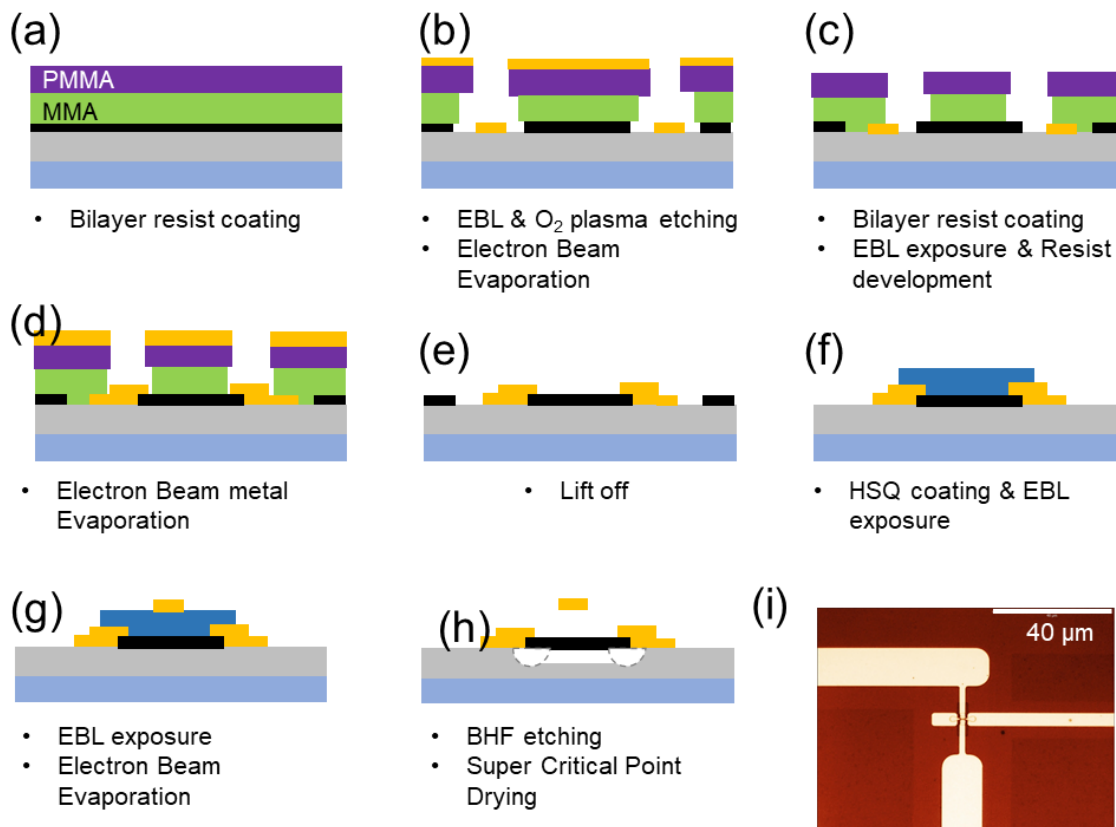 (a)
PMMA
MMA
• Bilayer resist coating
(b)
• EBL & O₂ plasma etching
• Electron Beam
Evaporation
(c)
• Bilayer resist coating
• EBL exposure & Resist
development
(d)
• Electron Beam metal
Evaporation
(e)
• Lift off
(f)
• HSQ coating & EBL
exposure
(g)
• EBL exposure
• Electron Beam
Evaporation
(h)
• BHF etching
• Super Critical Point
Drying
(i)
40 µm